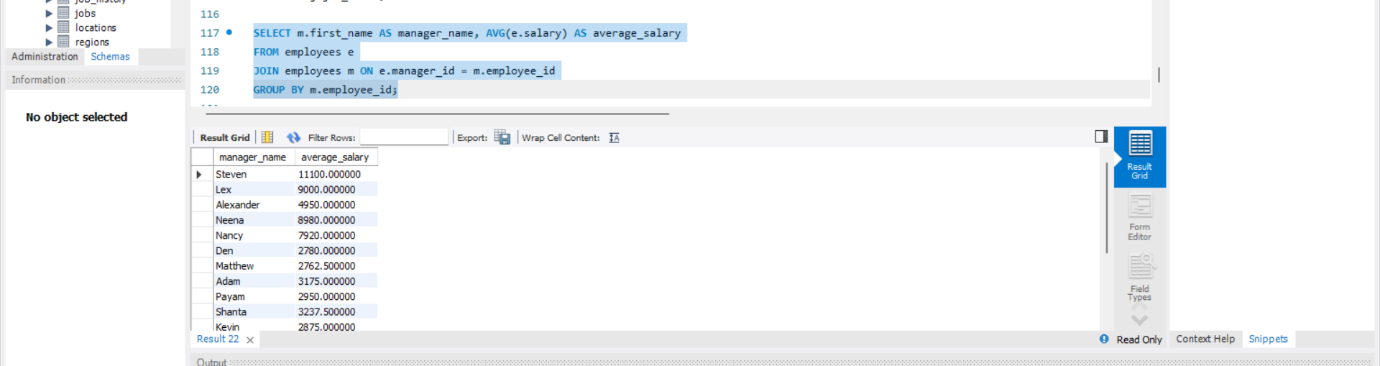 jobs
locations
regions
Administration Schemas
Information
No object selected
116
117 SELECT m.first_name AS manager_name, AVG(e.salary) AS average_salary
118 FROM employees e
119 JOIN employees m ON e.manager_id = m.employee_id
120 GROUP BY m.employee_id;
Result Grid Filter Rows: Export: Wrap Cell Content:
manager_name average_salary
Steven 11100.000000
Lex 9000.000000
Alexander 4950.000000
Neena 8980.000000
Nancy 7920.000000
Den 2780.000000
Matthew 2762.500000
Adam 3175.000000
Payam 2950.000000
Shanta 3237.500000
Kevin 2875.000000
Result Grid
Form Editor
Field Types
Result 22
Read Only
Context Help Snippets
Output